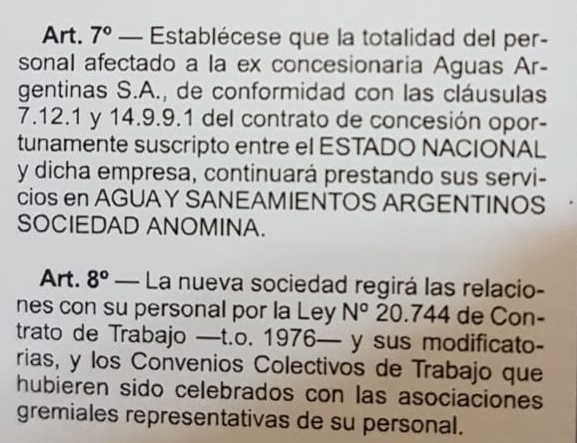 Art. 7º — Establécese que la totalidad del per-
sonal afectado a la ex concesionaria Aguas Ar-
gentinas S.A., de conformidad con las cláusulas
7.12.1 y 14.9.9.1 del contrato de concesión opor-
tunamente suscripto entre el ESTADO NACIONAL
y dicha empresa, continuará prestando sus servi-
cios en AGUA Y SANEAMIENTOS ARGENTINOS
SOCIEDAD ANOMINA.
Art. 8º — La nueva sociedad regirá las relacio-
nes con su personal por la Ley Nº 20.744 de Con-
trato de Trabajo —t.o. 1976— y sus modificato-
rias, y los Convenios Colectivos de Trabajo que
hubieren sido celebrados con las asociaciones
gremiales representativas de su personal.